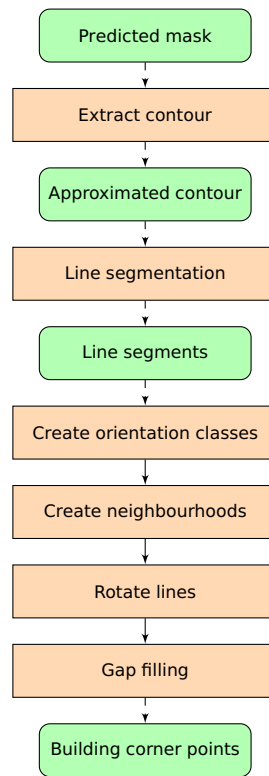 Predicted mask
Extract contour
Approximated contour
Line segmentation
Line segments
Create orientation classes
Create neighbourhoods
Rotate lines
Gap filling
Building corner points